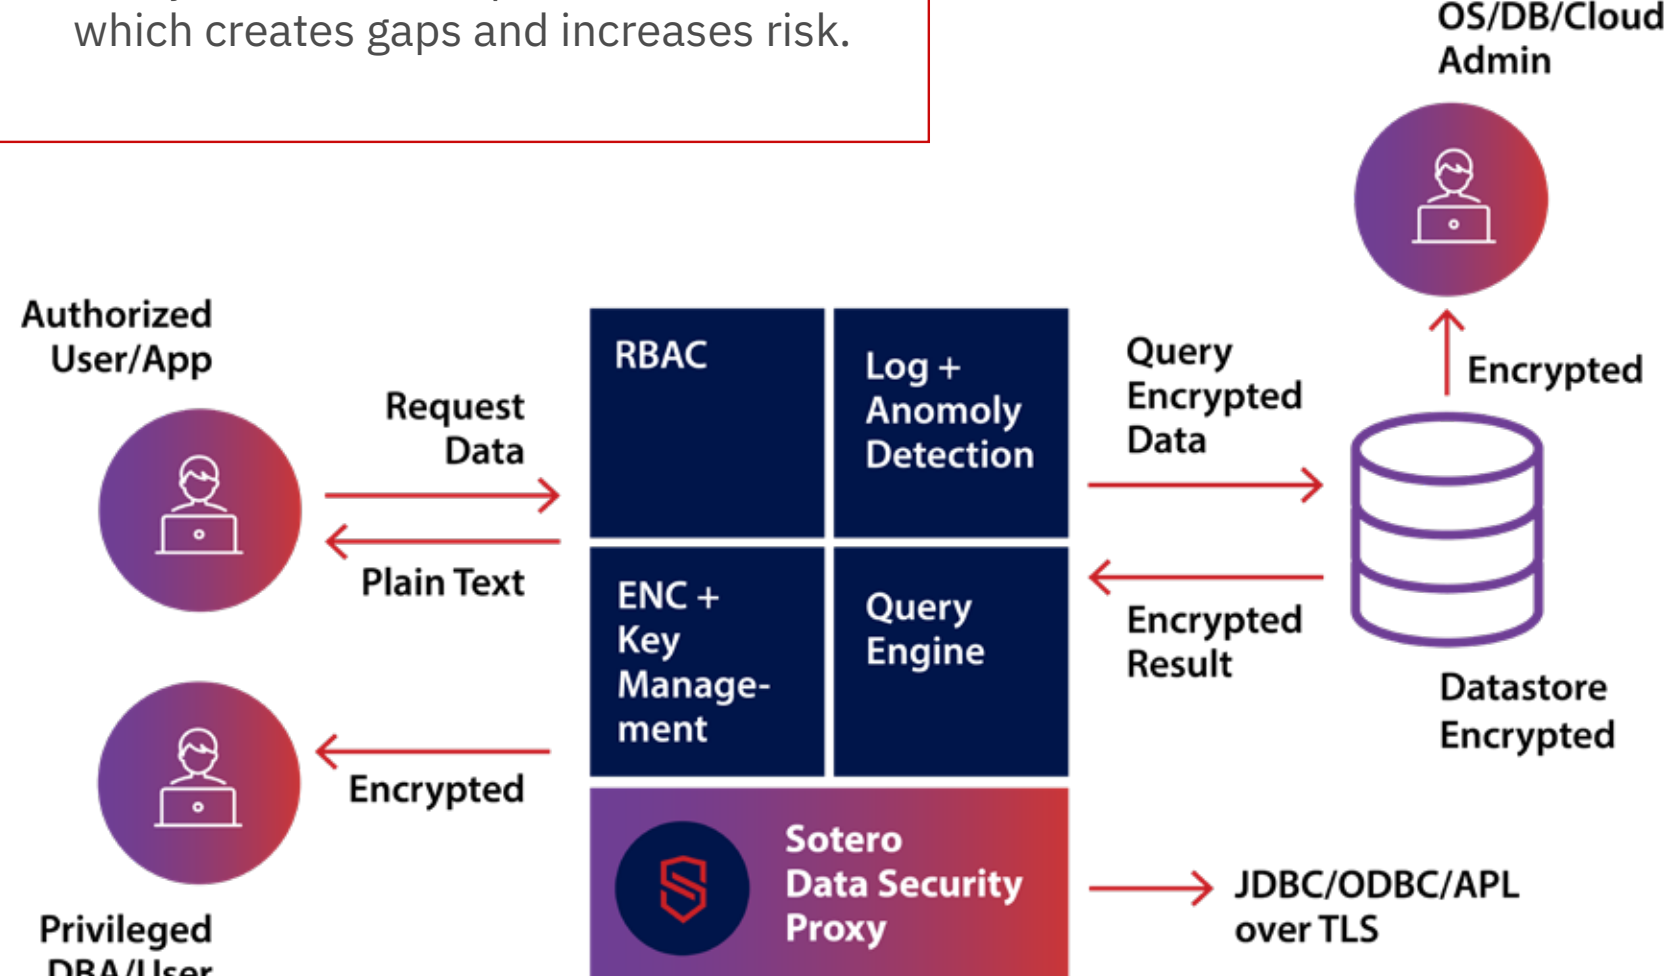 which creates gaps and increases risk.
OS/DB/Cloud
Admin
Authorized
User/App
Request
Data
Plain Text
RBAC
Log +
Anomoly
Detection
ENC +
Key
Manage-
ment
Query
Engine
Query
Encrypted
Data
Encrypted
Encrypted
Result
Datastore
Encrypted
Encrypted
Privileged
DBA/User
Sotero
Data Security
Proxy
JDBC/ODBC/APL
over TLS